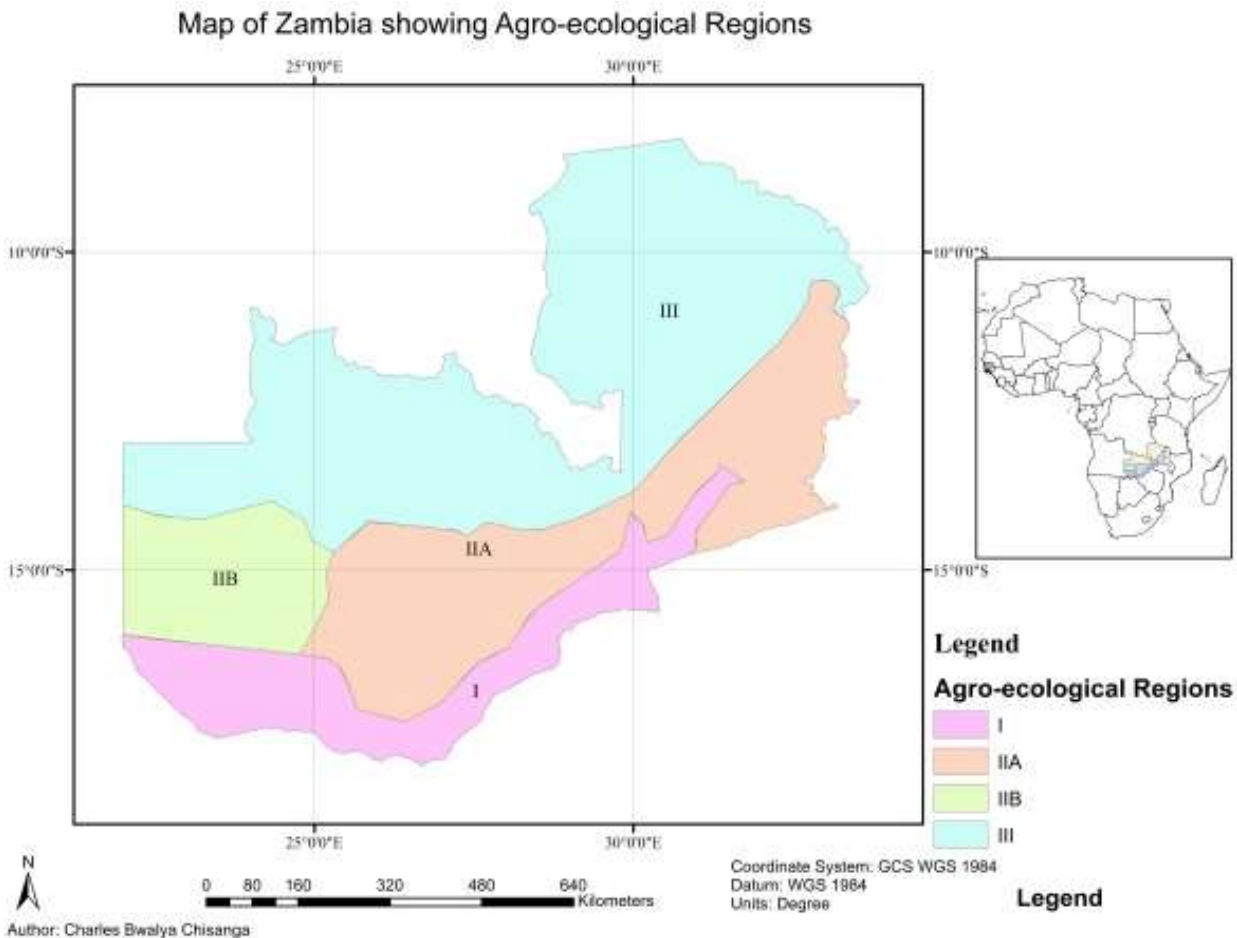 Map of Zambia showing Agro-ecological Regions
25°0'0"E 30°0'0"E
10°0'0"S 10°0'0"S
III
IIA
15°0'0"S 15°0'0"S
IIB
I
Legend
Agro-ecological Regions
I
IIA
IIB
III
25°0'0"E 30°0'0"E
N
0 80 160 320 480 640
Kilometers
Coordinate System: GCS WGS 1984
Datum: WGS 1984
Units: Degree
Legend
Author: Charles Bwalya Chisanga